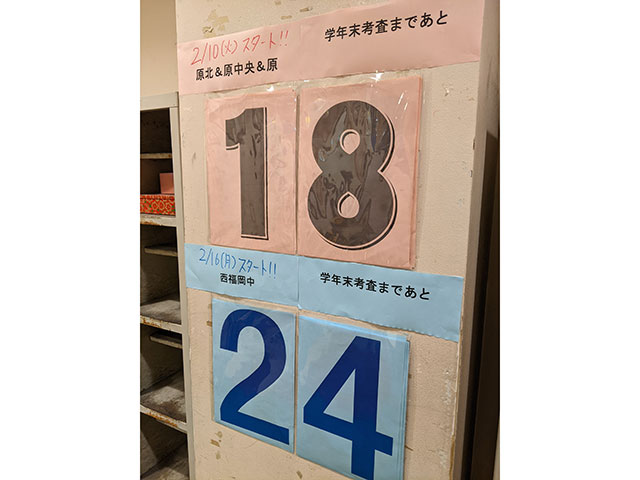 2/10(火)スタート!!
学年末考査まであと
原北&原中央&原
18
2/16(月)スタート!!
学年末考査まであと
西福岡中
24